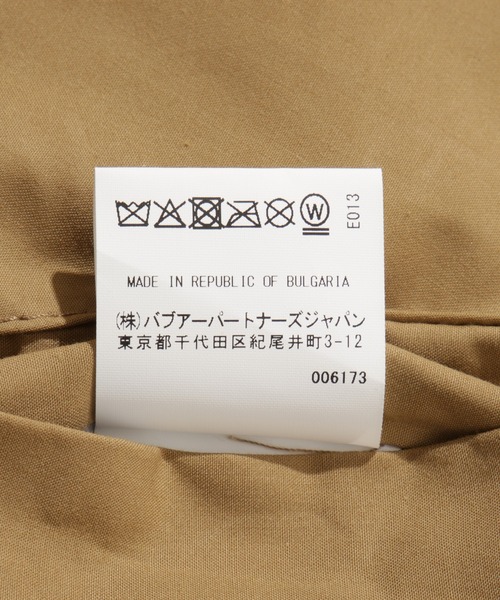 W E013
MADE IN REPUBLIC OF BULGARIA
(株)バブアーパートナーズジャパン
東京都千代田区紀尾井町3-12
006173